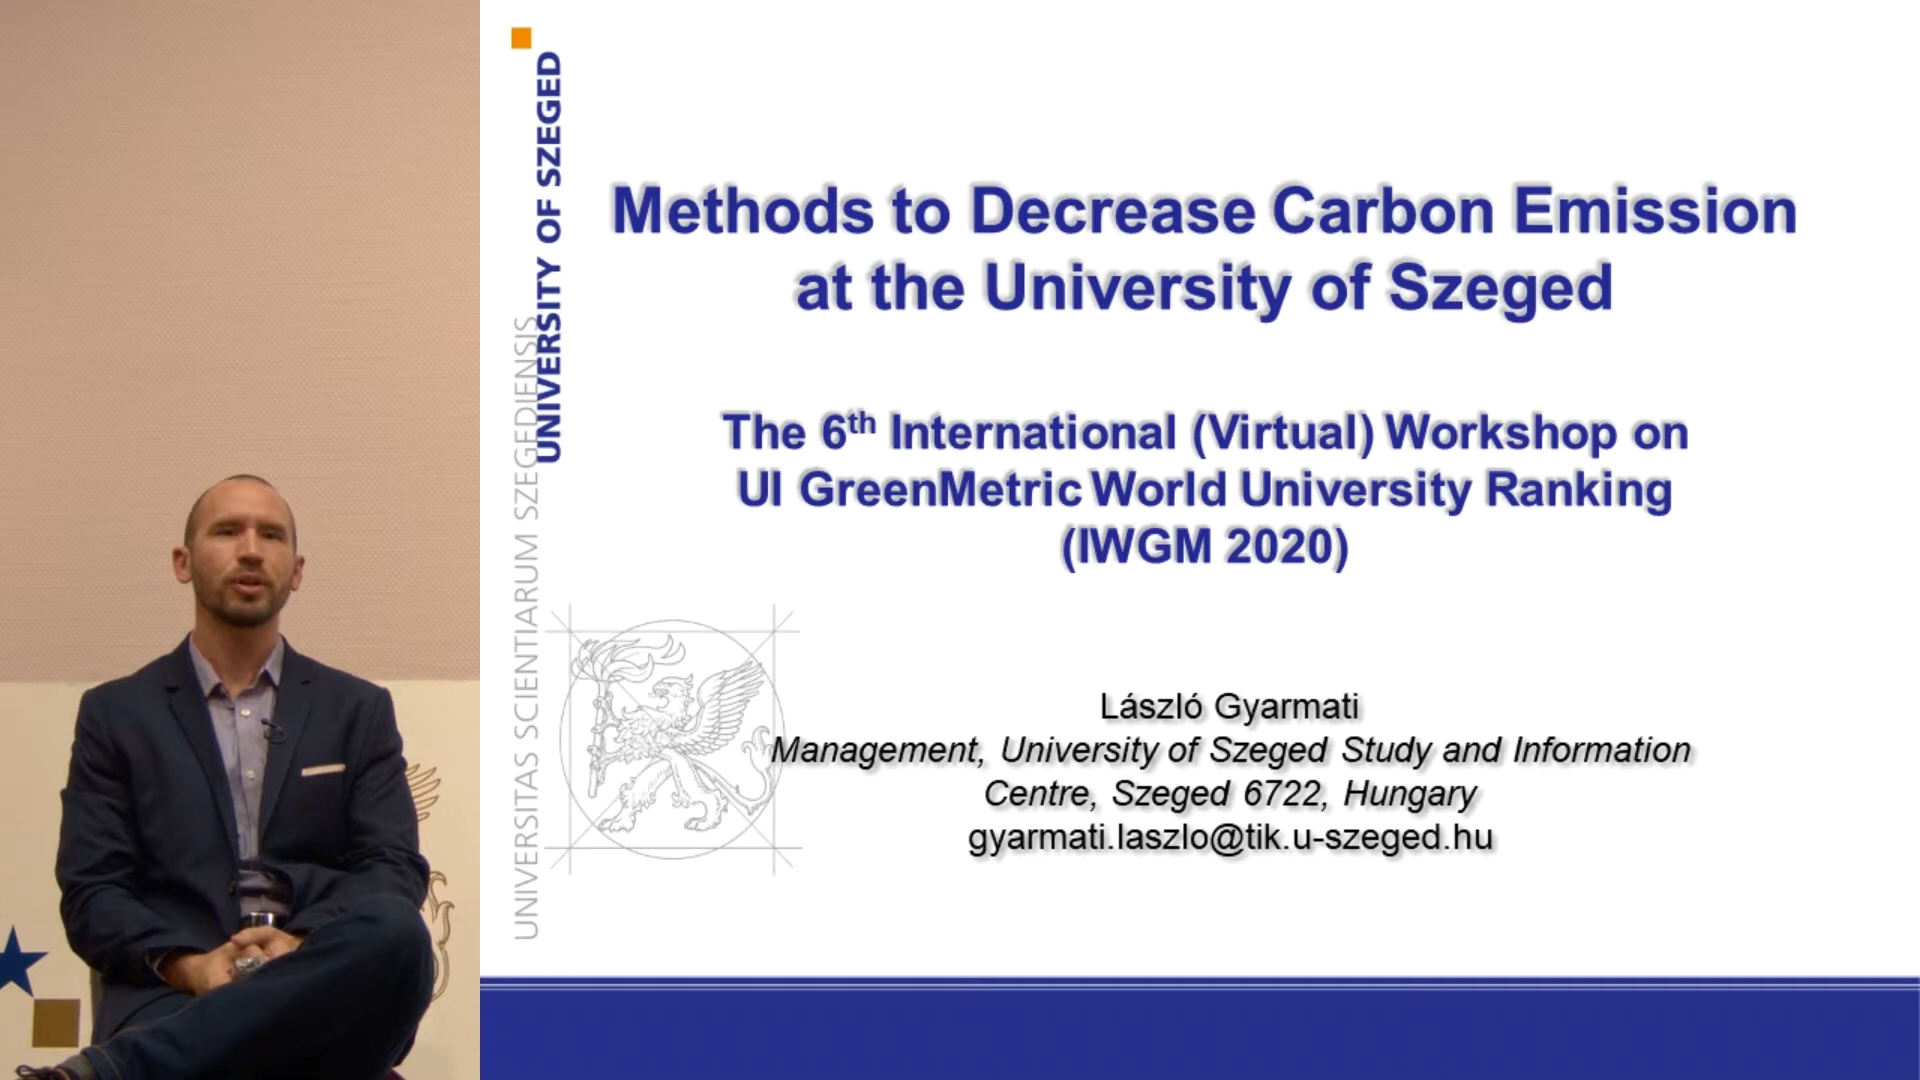 UNIVERSITY OF SZEGED
UNIVERSITAS SCIENTIARUM SZEGEDIENSIS
Methods to Decrease Carbon Emission
at the University of Szeged
The 6th International (Virtual) Workshop on
UI GreenMetric World University Ranking
(IWGM 2020)
László Gyarmati
Management, University of Szeged Study and Information
Centre, Szeged 6722, Hungary
gyarmati.laszlo@tik.u-szeged.hu